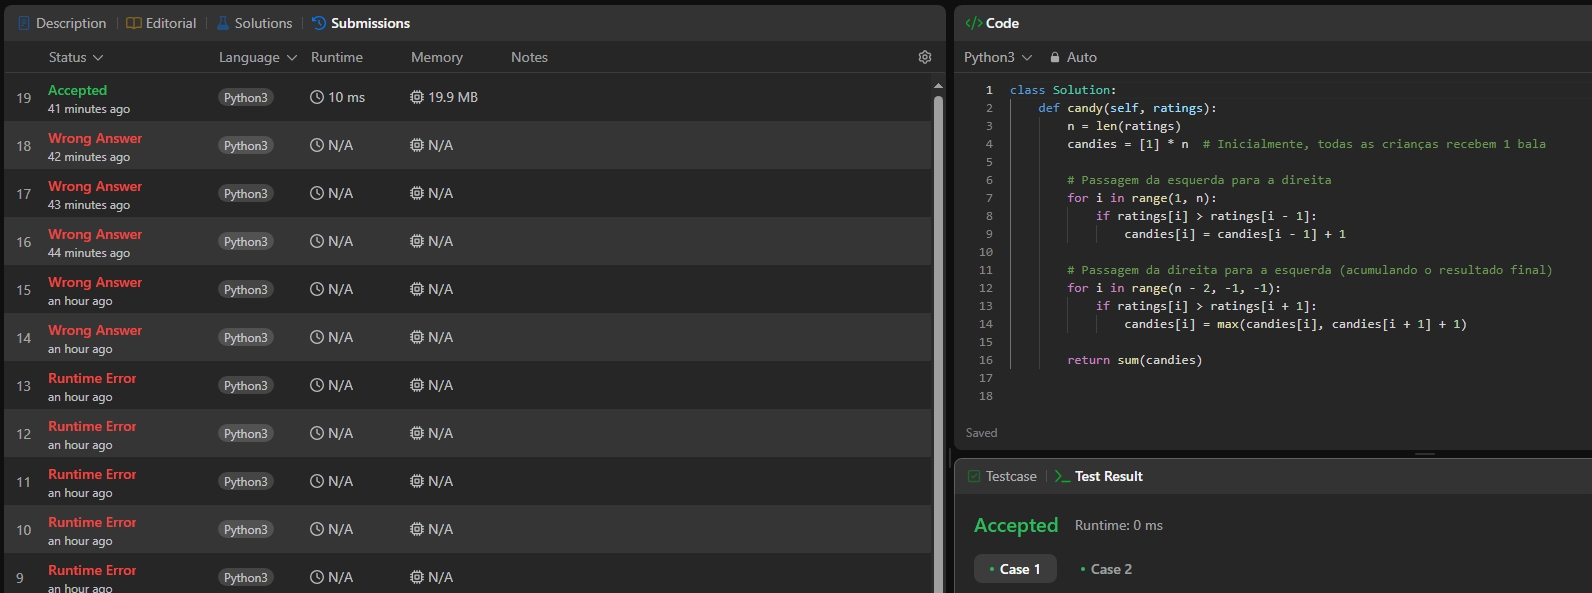 Description Editorial Solutions Submissions
Status Language Runtime Memory Notes
19 Accepted Python3 10 ms 19.9 MB
41 minutes ago
18 Wrong Answer Python3 N/A N/A
42 minutes ago
17 Wrong Answer Python3 N/A N/A
43 minutes ago
16 Wrong Answer Python3 N/A N/A
44 minutes ago
15 Wrong Answer Python3 N/A N/A
an hour ago
14 Wrong Answer Python3 N/A N/A
an hour ago
13 Runtime Error Python3 N/A N/A
an hour ago
12 Runtime Error Python3 N/A N/A
an hour ago
11 Runtime Error Python3 N/A N/A
an hour ago
10 Runtime Error Python3 N/A N/A
an hour ago
9 Runtime Error Python3 N/A N/A
an hour ago
</> Code
Python3 Auto
1 class Solution:
2 def candy(self, ratings):
3 n = len(ratings)
4 candies = [1] * n # Inicialmente, todas as crianças recebem 1 bala
5
6 # Passagem da esquerda para a direita
7 for i in range(1, n):
8 if ratings[i] > ratings[i - 1]:
9 candies[i] = candies[i - 1] + 1
10
11 # Passagem da direita para a esquerda (acumulando o resultado final)
12 for i in range(n - 2, -1, -1):
13 if ratings[i] > ratings[i + 1]:
14 candies[i] = max(candies[i], candies[i + 1] + 1)
15
16 return sum(candies)
17
18
Saved
Testcase >_ Test Result
Accepted Runtime: 0 ms
• Case 1 • Case 2